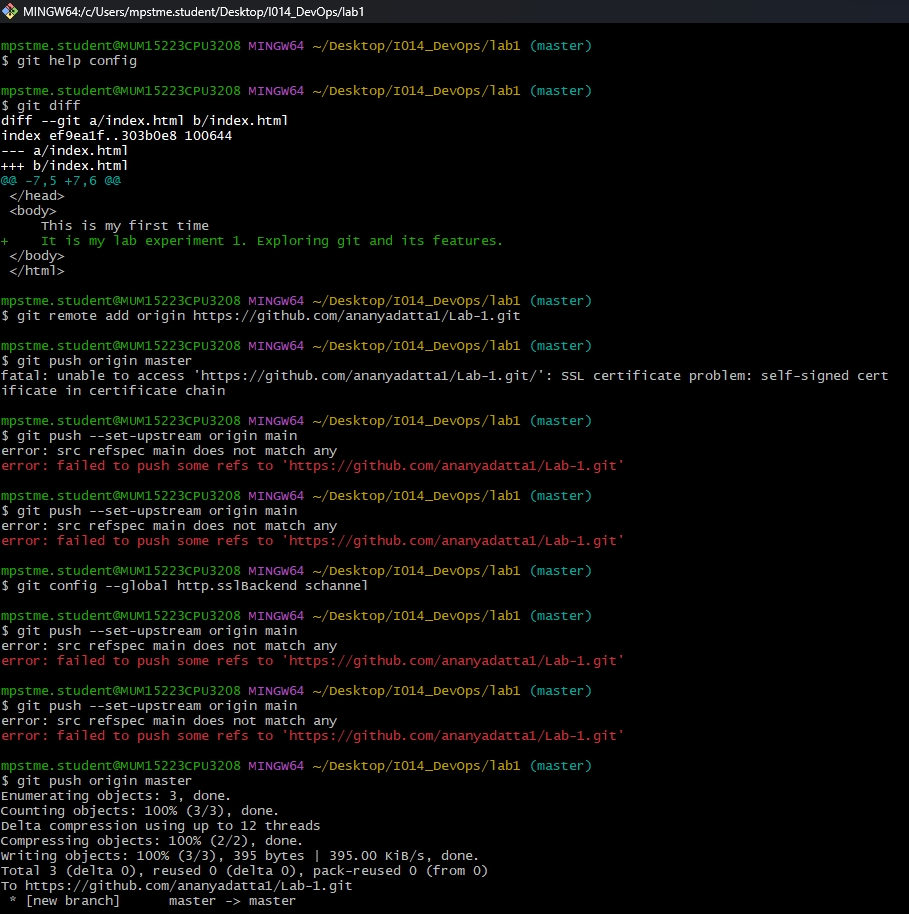 MINGW64:/c/Users/mpstme.student/Desktop/I014_DevOps/lab1
mpstme.student@MUM15223CPU3208 MINGW64 ~/Desktop/I014_DevOps/lab1 (master)
$ git help config
mpstme.student@MUM15223CPU3208 MINGW64 ~/Desktop/I014_DevOps/lab1 (master)
$ git diff
diff --git a/index.html b/index.html
index ef9ea1f..303b0e8 100644
--- a/index.html
+++ b/index.html
@@ -7,5 +7,6 @@
 </head>
 <body>
     This is my first time
+    It is my lab experiment 1. Exploring git and its features.
 </body>
 </html>
mpstme.student@MUM15223CPU3208 MINGW64 ~/Desktop/I014_DevOps/lab1 (master)
$ git remote add origin https://github.com/ananyadatta1/Lab-1.git
mpstme.student@MUM15223CPU3208 MINGW64 ~/Desktop/I014_DevOps/lab1 (master)
$ git push origin master
fatal: unable to access 'https://github.com/ananyadatta1/Lab-1.git/': SSL certificate problem: self-signed cert
ificate in certificate chain
mpstme.student@MUM15223CPU3208 MINGW64 ~/Desktop/I014_DevOps/lab1 (master)
$ git push --set-upstream origin main
error: src refspec main does not match any
error: failed to push some refs to 'https://github.com/ananyadatta1/Lab-1.git'
mpstme.student@MUM15223CPU3208 MINGW64 ~/Desktop/I014_DevOps/lab1 (master)
$ git push --set-upstream origin main
error: src refspec main does not match any
error: failed to push some refs to 'https://github.com/ananyadatta1/Lab-1.git'
mpstme.student@MUM15223CPU3208 MINGW64 ~/Desktop/I014_DevOps/lab1 (master)
$ git config --global http.sslBackend schannel
mpstme.student@MUM15223CPU3208 MINGW64 ~/Desktop/I014_DevOps/lab1 (master)
$ git push --set-upstream origin main
error: src refspec main does not match any
error: failed to push some refs to 'https://github.com/ananyadatta1/Lab-1.git'
mpstme.student@MUM15223CPU3208 MINGW64 ~/Desktop/I014_DevOps/lab1 (master)
$ git push --set-upstream origin main
error: src refspec main does not match any
error: failed to push some refs to 'https://github.com/ananyadatta1/Lab-1.git'
mpstme.student@MUM15223CPU3208 MINGW64 ~/Desktop/I014_DevOps/lab1 (master)
$ git push origin master
Enumerating objects: 3, done.
Counting objects: 100% (3/3), done.
Delta compression using up to 12 threads
Compressing objects: 100% (2/2), done.
Writing objects: 100% (3/3), 395 bytes | 395.00 KiB/s, done.
Total 3 (delta 0), reused 0 (delta 0), pack-reused 0 (from 0)
To https://github.com/ananyadatta1/Lab-1.git
 * [new branch]      master -> master